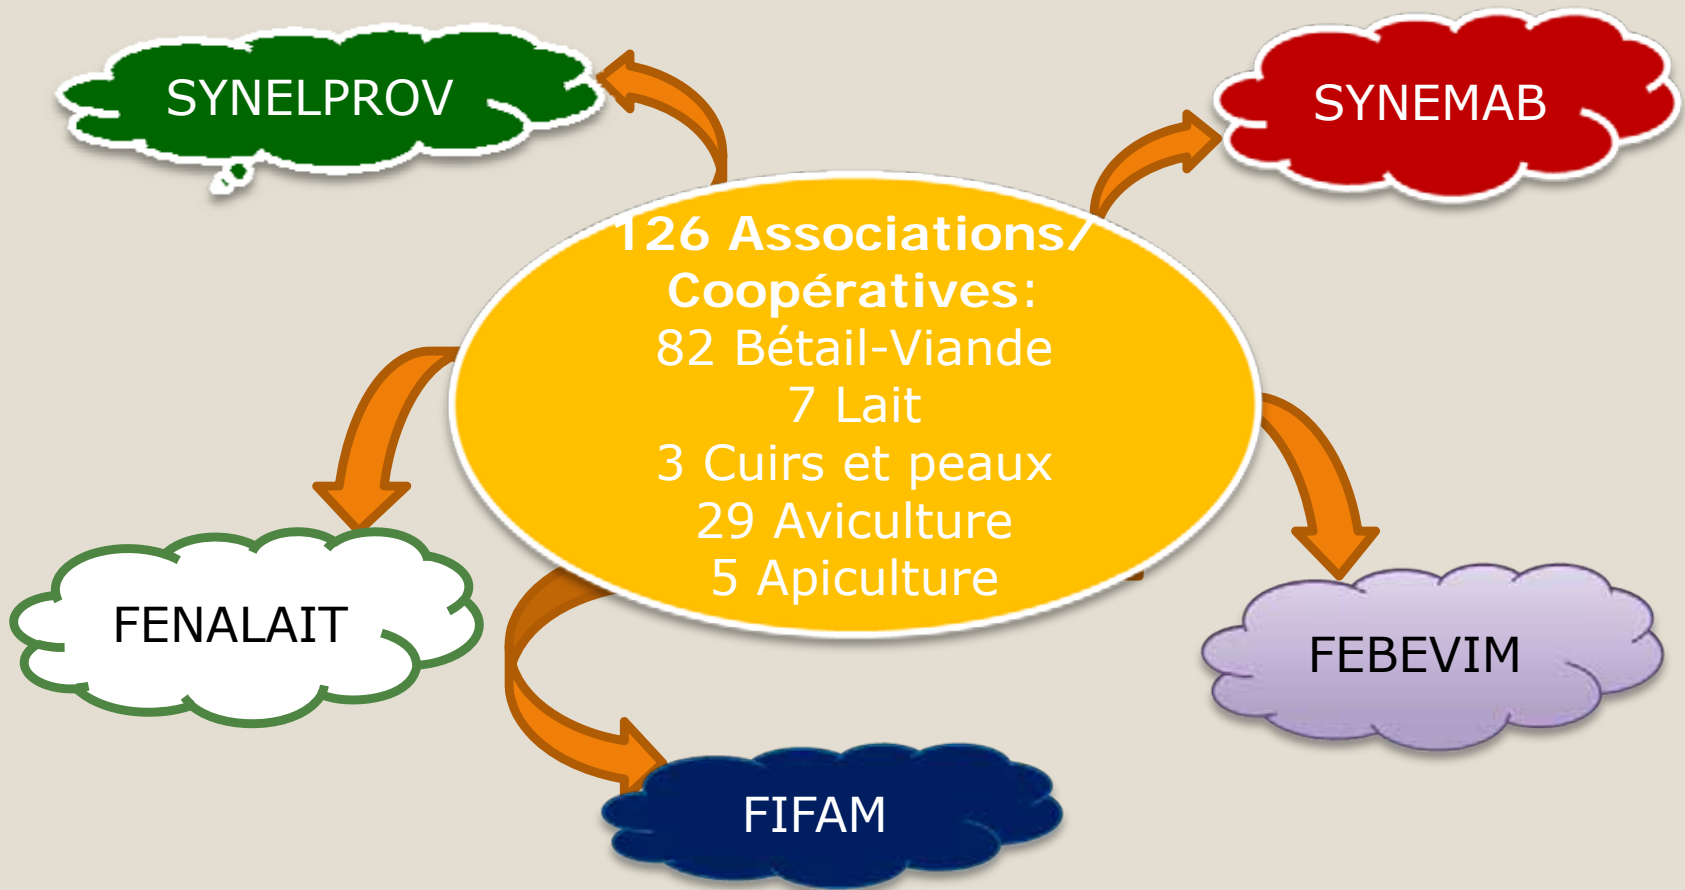 SYNELPROV
SYNEMAB
126 Associations/
Coopératives:
82 Bétail-Viande
7 Lait
3 Cuirs et peaux
29 Aviculture
5 Apiculture
FENALAIT
FEBEVIM
FIFAM